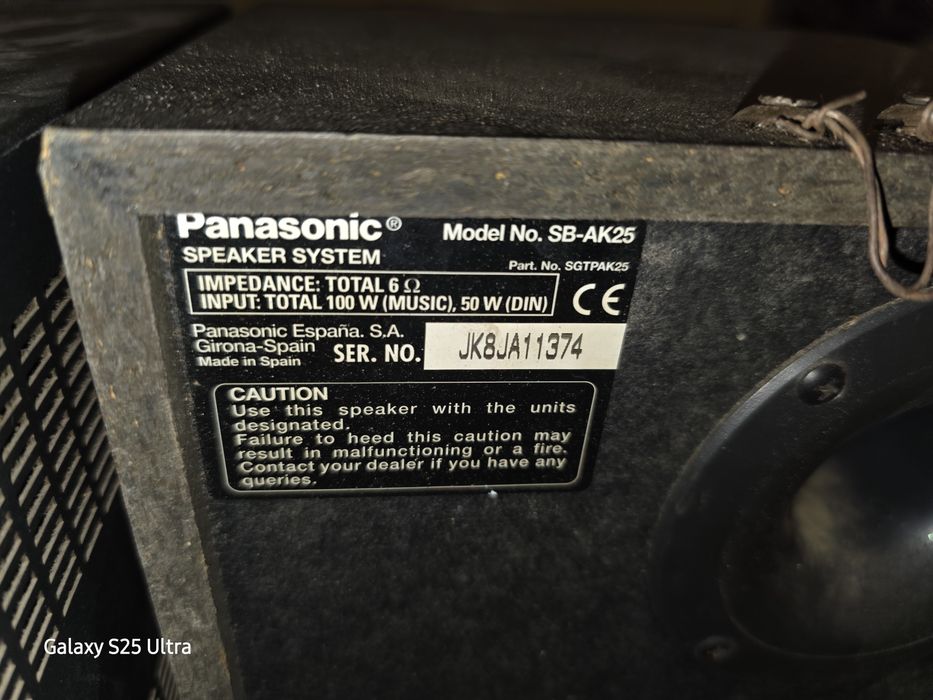 Panasonic®
Model No. SB-AK25
SPEAKER SYSTEM
Part. No. SGTPAK25
IMPEDANCE: TOTAL 6 Ω
INPUT: TOTAL 100 W (MUSIC), 50 W (DIN)
CE
Panasonic España. S.A.
Girona-Spain
Made in Spain
SER. NO. JK8JA11374
CAUTION
Use this speaker with the units
designated.
Failure to heed this caution may
result in malfunctioning or a fire.
Contact your dealer if you have any
queries.
Galaxy S25 Ultra